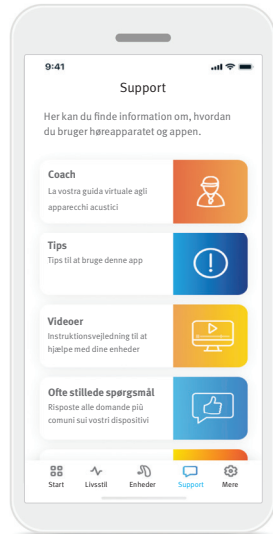 9:41
Support
Her kan du finde information om, hvordan
du bruger høreapparatet og appen.
Coach
La vostra guida virtuale agli
apparecchi acustici
Tips
Tips til at bruge denne app
Videoer
Instruktionsvejledning til at
hjælpe med dine enheder
Ofte stillede spørgsmål
Risposte alle domande più
comuni sui vostri dispositivi
Start Livsstil Enheder Support Mere